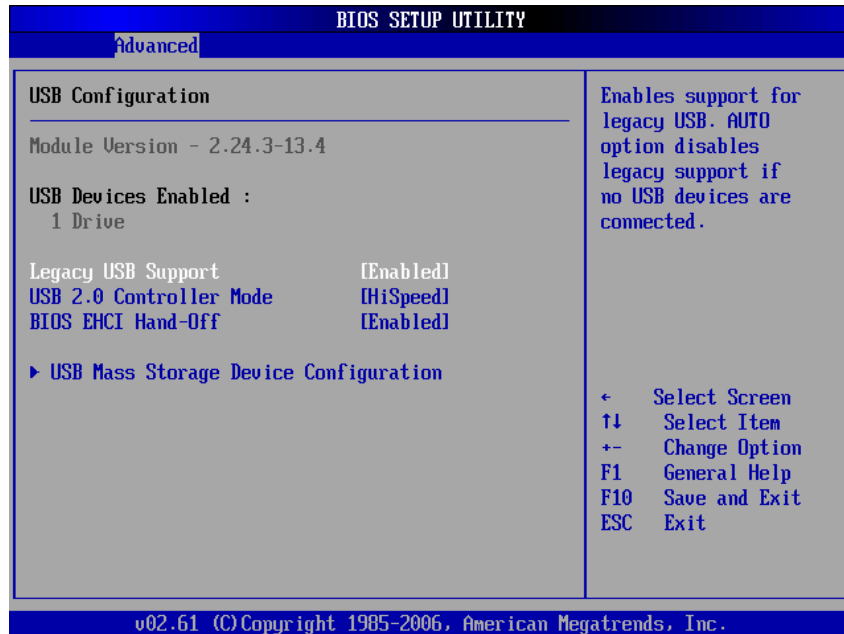 BIOS SETUP UTILITY
Advanced
USB Configuration
Module Version - 2.24.3-13.4
USB Devices Enabled :
1 Drive
Legacy USB Support [Enabled]
USB 2.0 Controller Mode [HiSpeed]
BIOS EHCI Hand-Off [Enabled]
▶ USB Mass Storage Device Configuration
Enables support for
legacy USB. AUTO
option disables
legacy support if
no USB devices are
connected.
← Select Screen
↑↓ Select Item
+- Change Option
F1 General Help
F10 Save and Exit
ESC Exit
v02.61 (C)Copyright 1985-2006, American Megatrends, Inc.